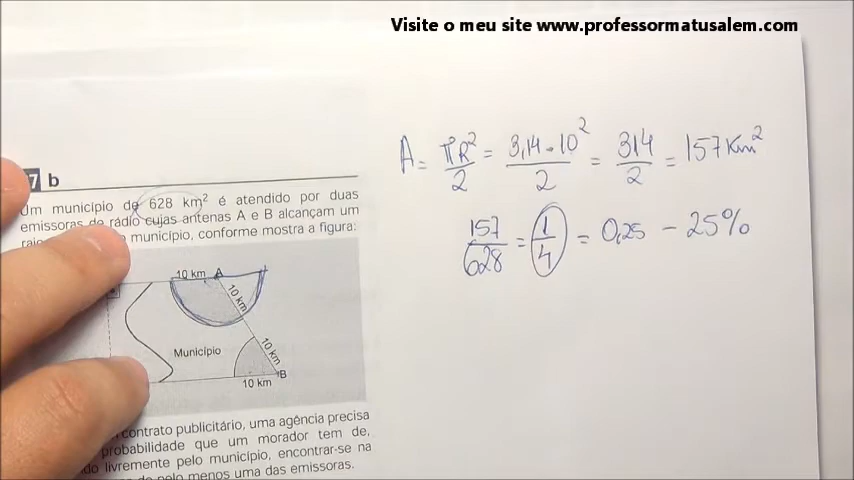 Visite o meu site www.professormatusalem.com
A = πR²/2 = 3,14 . 10²/2 = 314/2 = 157 Km²
157/628 = 1/4 = 0,25 - 25%
7 b
Um município de 628 km² é atendido por duas
emissoras de rádio cujas antenas A e B alcançam um
município, conforme mostra a figura:
10 km A
10 km
10 km
Município
B
10 km
contrato publicitário, uma agência precisa
probabilidade que um morador tem de,
livremente pelo município, encontrar-se na
pelo menos uma das emissoras.